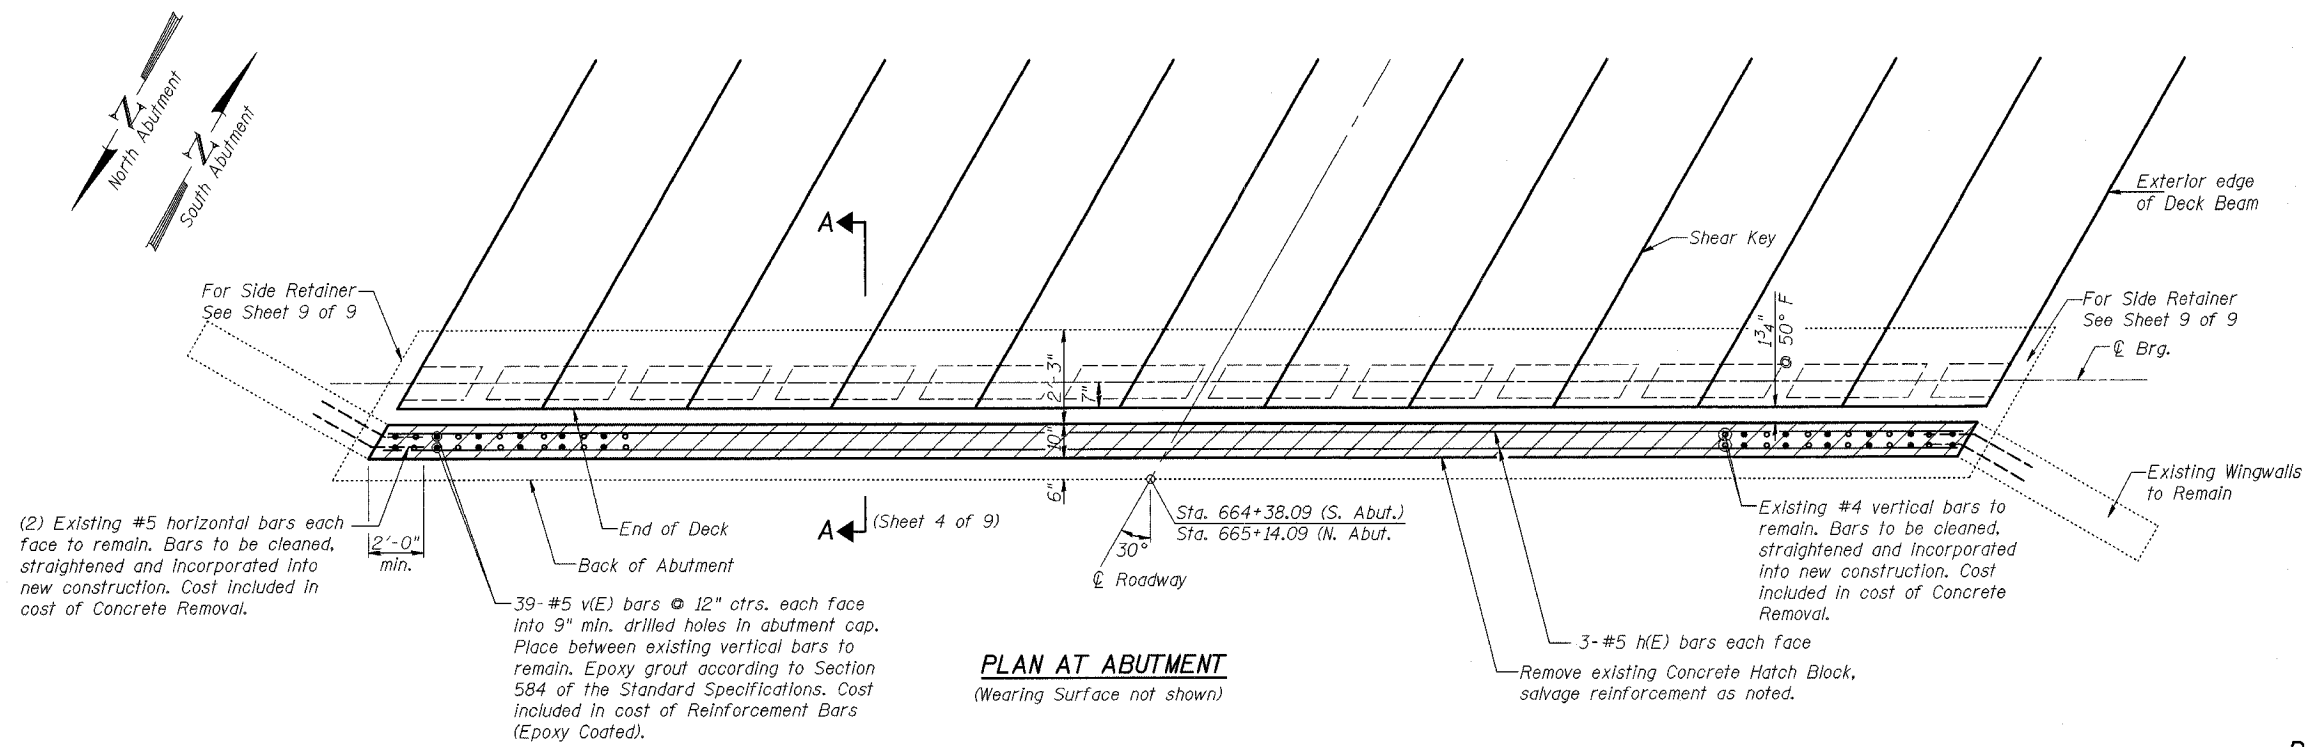 N
North Abutment
N
South Abutment
A
Exterior edge
of Deck Beam
Shear Key
For Side Retainer
See Sheet 9 of 9
1 3/4"
@ 50° F
For Side Retainer
See Sheet 9 of 9
℄ Brg.
2'-3"
7"
10"
6"
(2) Existing #5 horizontal bars each
face to remain. Bars to be cleaned,
straightened and incorporated into
new construction. Cost included in
cost of Concrete Removal.
2'-0"
min.
End of Deck
Back of Abutment
A
(Sheet 4 of 9)
Sta. 664+38.09 (S. Abut.)
Sta. 665+14.09 (N. Abut.
30°
℄ Roadway
Existing Wingwalls
to Remain
Existing #4 vertical bars to
remain. Bars to be cleaned,
straightened and incorporated
into new construction. Cost
included in cost of Concrete
Removal.
39-#5 v(E) bars @ 12" ctrs. each face
into 9" min. drilled holes in abutment cap.
Place between existing vertical bars to
remain. Epoxy grout according to Section
584 of the Standard Specifications. Cost
included in cost of Reinforcement Bars
(Epoxy Coated).
3-#5 h(E) bars each face
Remove existing Concrete Hatch Block,
salvage reinforcement as noted.
PLAN AT ABUTMENT
(Wearing Surface not shown)